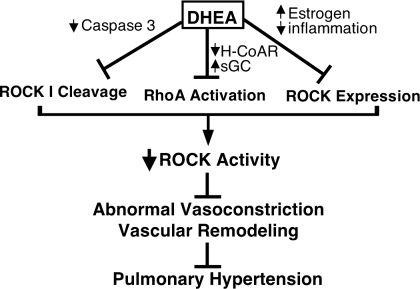 DHEA
Caspase 3
Estrogen
inflammation
H-CoAR
sGC
ROCK I Cleavage
RhoA Activation
ROCK Expression
ROCK Activity
Abnormal Vasoconstriction
Vascular Remodeling
Pulmonary Hypertension